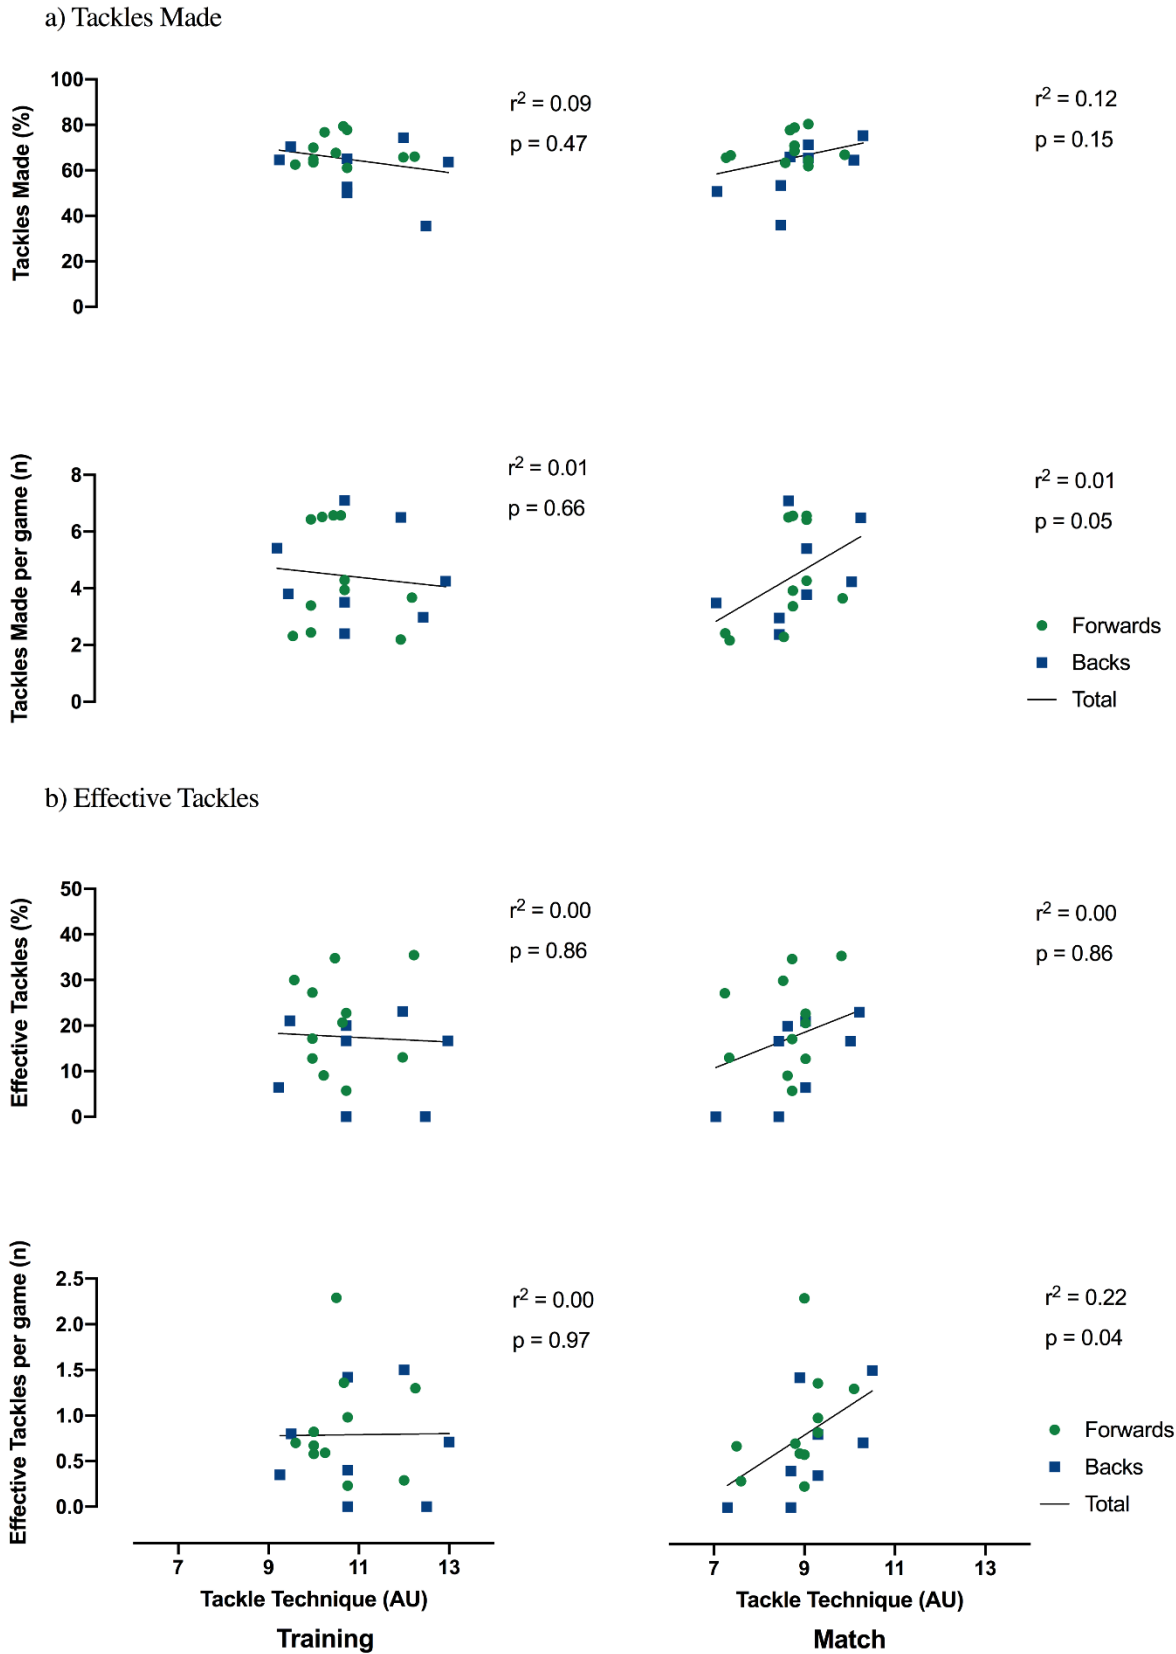 a) Tackles Made
Tackles Made (%)
100
80
60
40
20
0
r² = 0.09
p = 0.47
r² = 0.12
p = 0.15
Tackles Made per game (n)
8
6
4
2
0
r² = 0.01
p = 0.66
r² = 0.01
p = 0.05
Forwards
Backs
Total
b) Effective Tackles
Effective Tackles (%)
50
40
30
20
10
0
r² = 0.00
p = 0.86
r² = 0.00
p = 0.86
Effective Tackles per game (n)
2.5
2.0
1.5
1.0
0.5
0.0
r² = 0.00
p = 0.97
r² = 0.22
p = 0.04
Forwards
Backs
Total
7 9 11 13
Tackle Technique (AU)
Training
7 9 11 13
Tackle Technique (AU)
Match